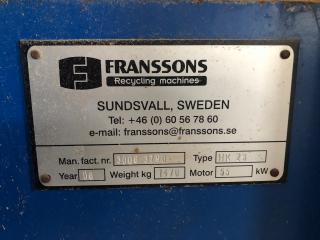 FRANSSONS
Recycling machines
SUNDSVALL, SWEDEN
Tel: +46 (0) 60 56 78 60
e-mail: franssons@franssons.se
Man. fact. nr. Type
Year Weight kg Motor 55 kW